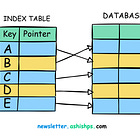 INDEX TABLE
DATABAS
Key Pointer
A
B
C
D
E
newsletter.ashishps.com